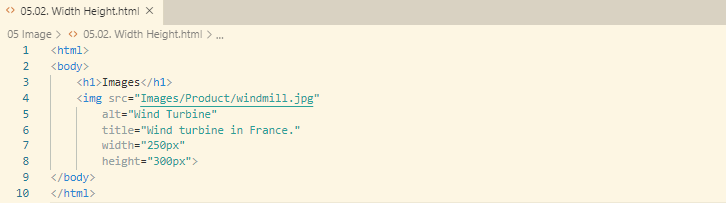 05.02. Width Height.html
05 Image > 05.02. Width Height.html > ...
1 <html>
2 <body>
3 <h1>Images</h1>
4 <img src="Images/Product/windmill.jpg"
5 alt="Wind Turbine"
6 title="Wind turbine in France."
7 width="250px"
8 height="300px">
9 </body>
10 </html>